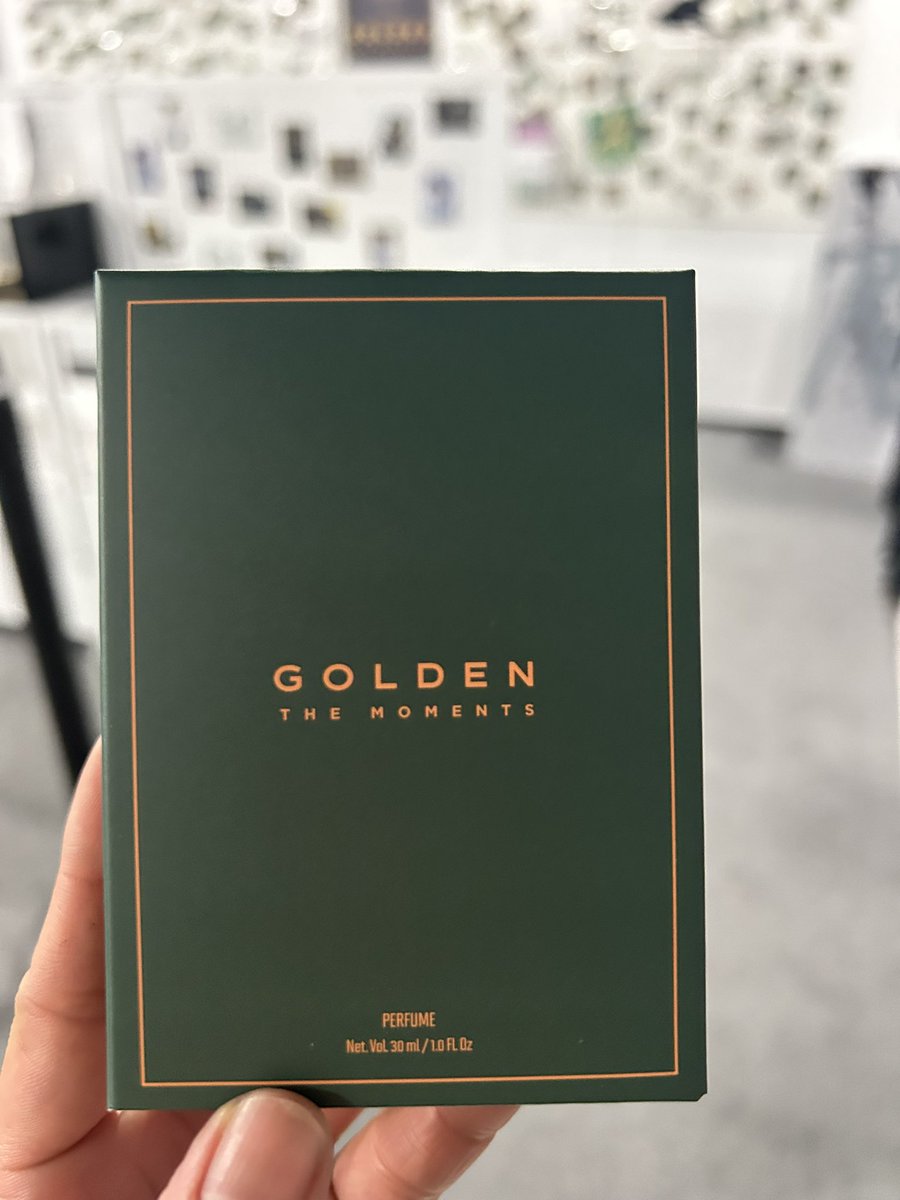 GOLDEN
THE MOMENTS
PERFUME
Net. Vol. 30 ml / 1.0 Fl. Oz